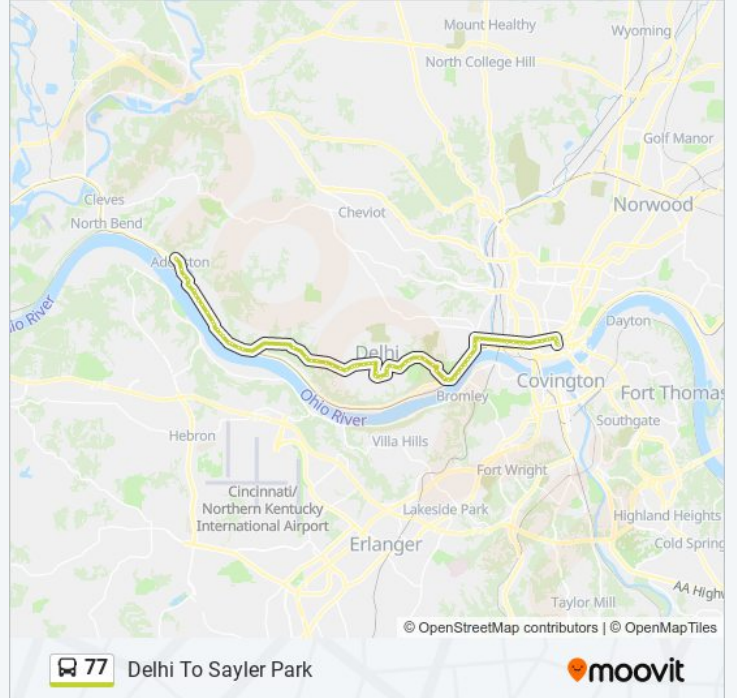 Mount Healthy
Wyoming
North College Hill
Golf Manor
Cleves
Norwood
North Bend
Cheviot
Ohio River
Dayton
Delhi
Covington
Fort Thomas
Ohio River
Bromley
Southgate
Hebron
Villa Hills
Fort Wright
Cincinnati/
Northern Kentucky
International Airport
Lakeside Park
Highland Heights
Erlanger
Cold Spring
AA High
Taylor Mill
© OpenStreetMap contributors | © OpenMapTiles
77 Delhi To Sayler Park
moovit